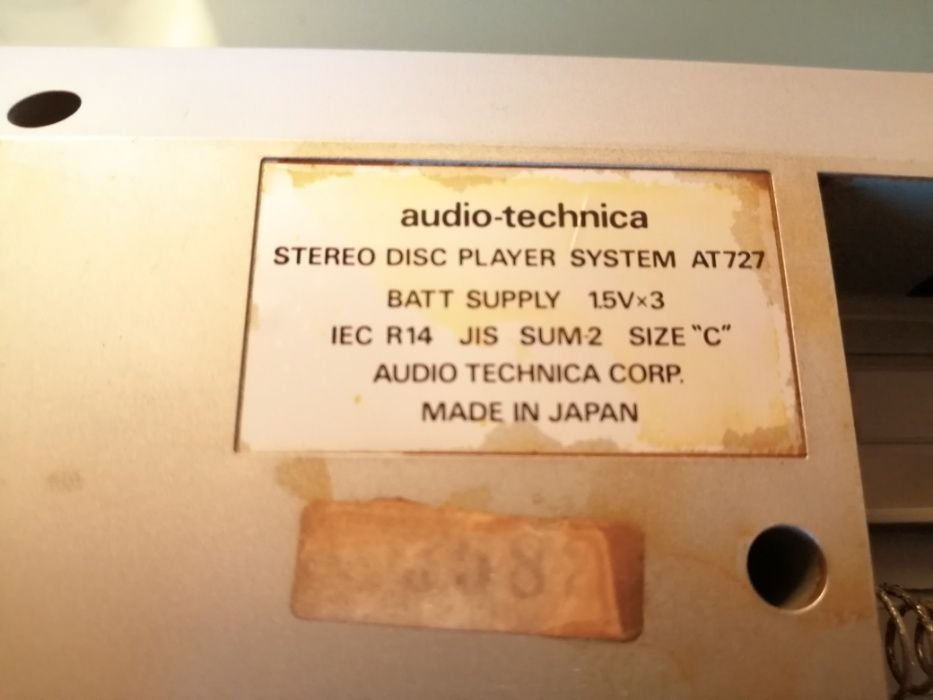 audio-technica
STEREO DISC PLAYER SYSTEM AT727
BATT SUPPLY 1.5V×3
IEC R14 JIS SUM-2 SIZE "C"
AUDIO TECHNICA CORP.
MADE IN JAPAN